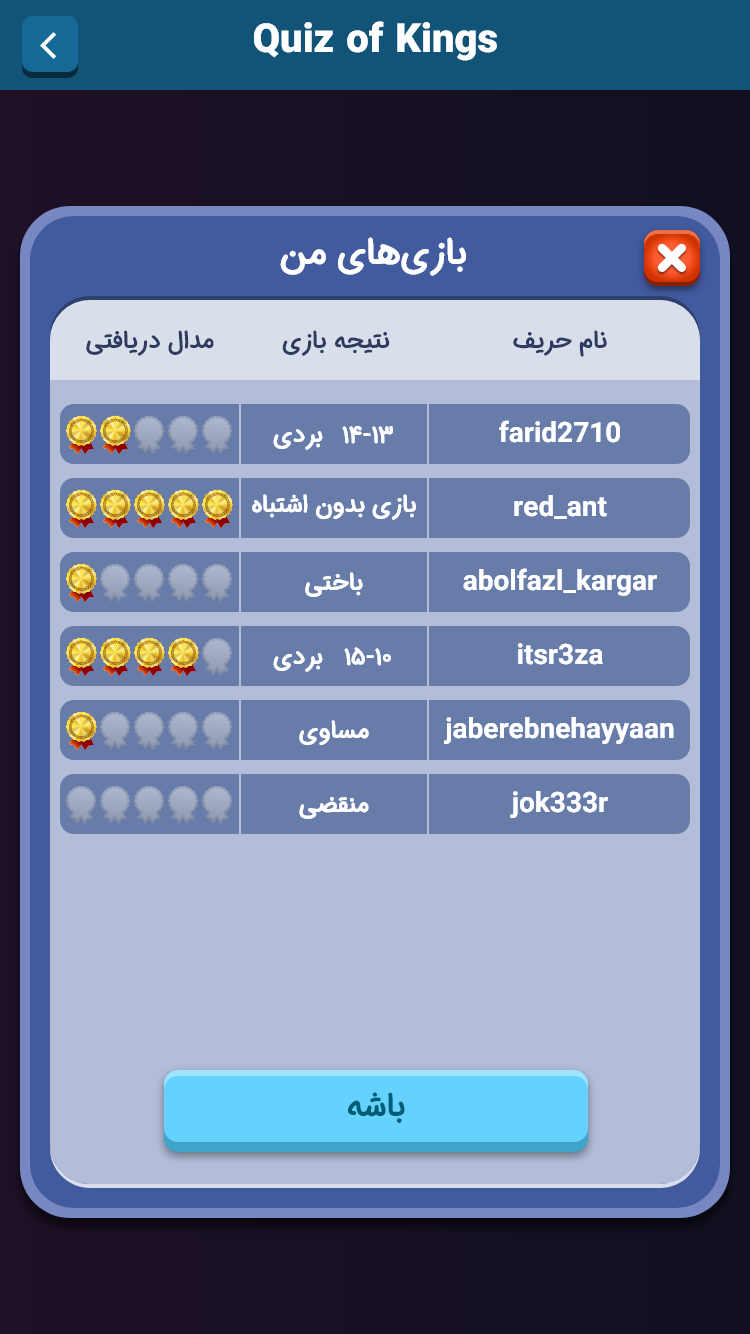 Quiz of Kings
بازی‌های من
نام حریف نتیجه بازی مدال دریافتی
farid2710 ۱۴-۱۳ بردی
red_ant بازی بدون اشتباه
abolfazl_kargar باختی
itsr3za ۱۵-۱۰ بردی
jaberebnehayyaan مساوی
jok333r منقضی
باشه